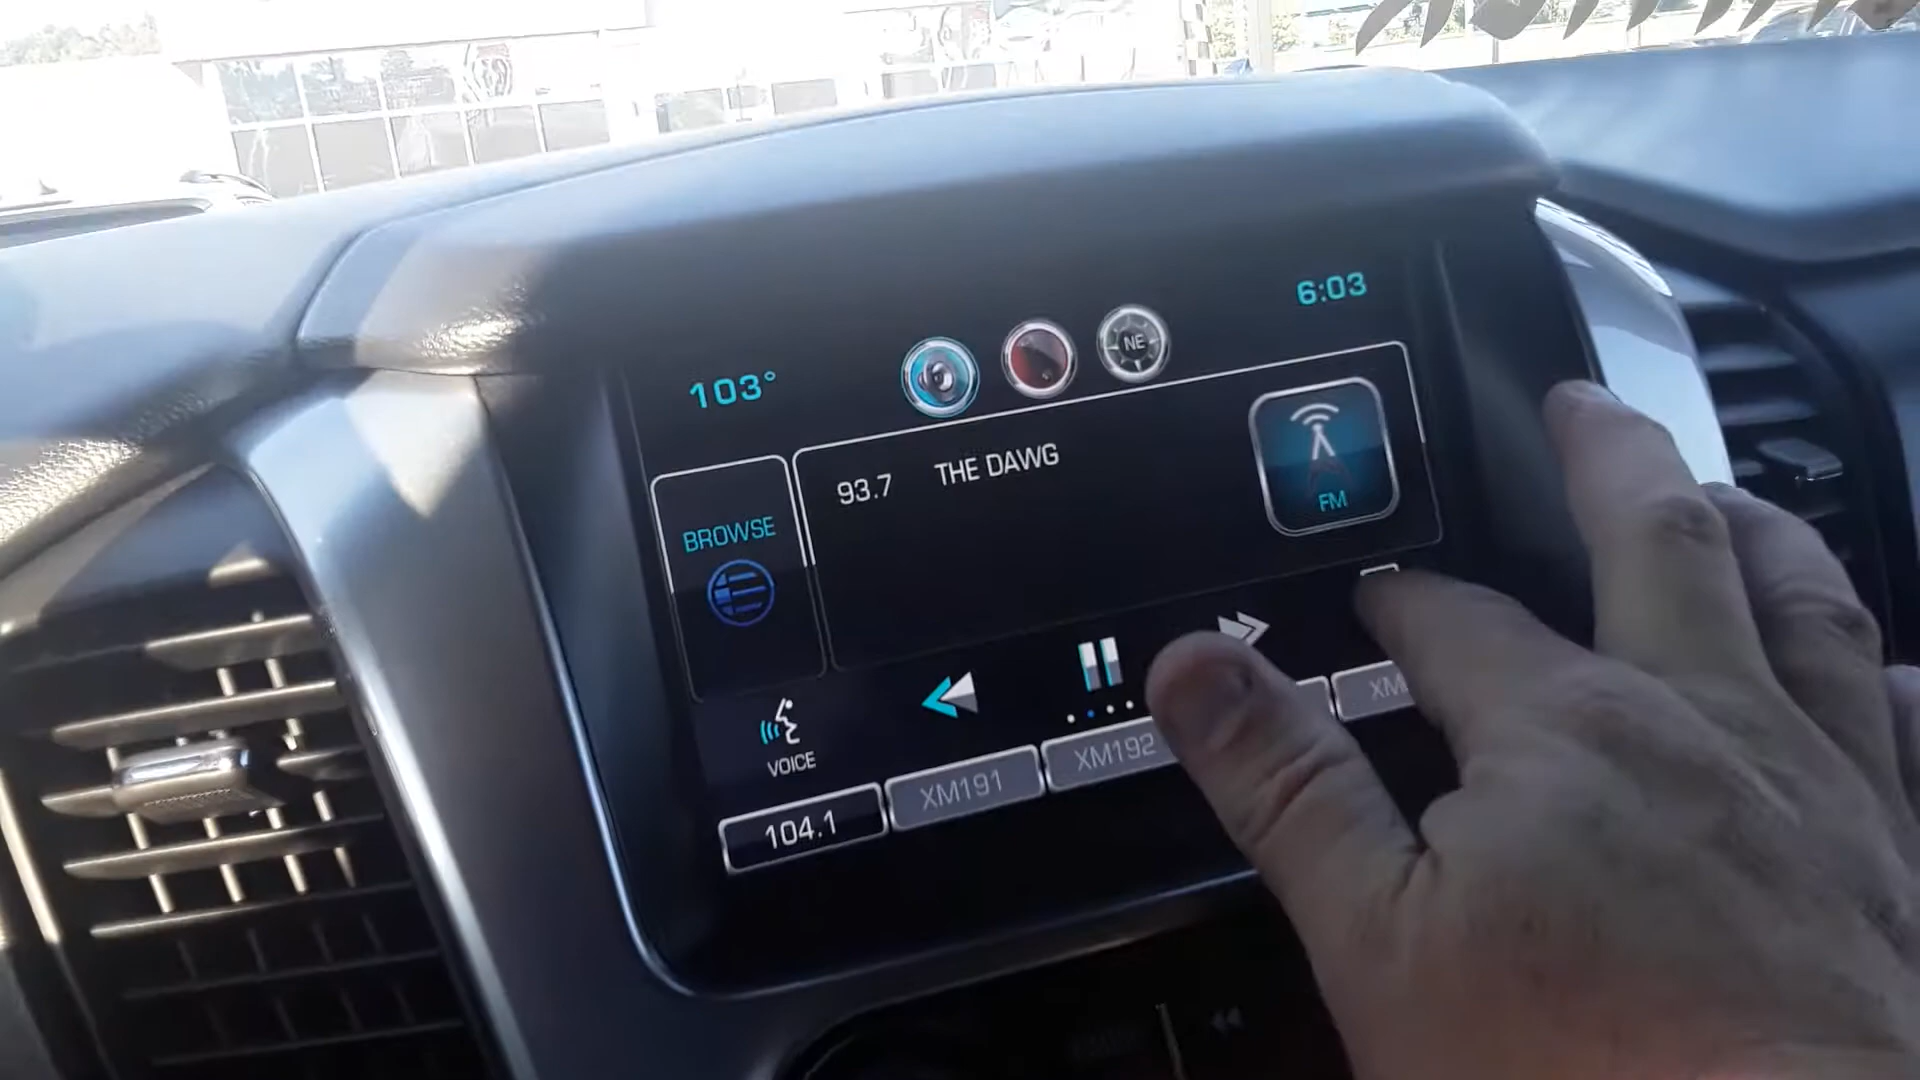 6:03
103°
NE
93.7 THE DAWG
FM
BROWSE
VOICE
104.1
XM191
XM192